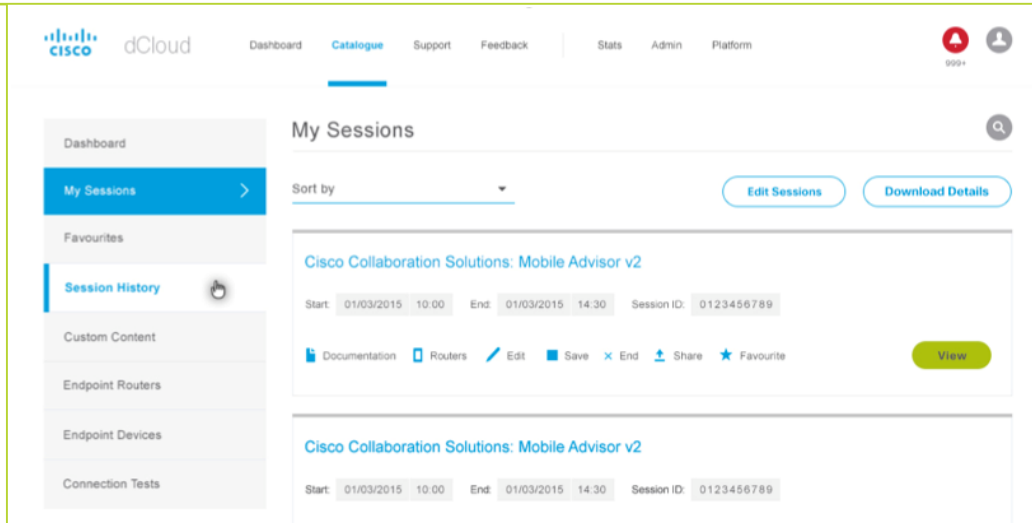 cisco dCloud Dashboard Catalogue Support Feedback Stats Admin Platform
999+
Dashboard
My Sessions
Favourites
Session History
Custom Content
Endpoint Routers
Endpoint Devices
Connection Tests
My Sessions
Sort by Edit Sessions Download Details
Cisco Collaboration Solutions: Mobile Advisor v2
Start: 01/03/2015 10:00 End: 01/03/2015 14:30 Session ID: 0123456789
Documentation Routers Edit Save End Share Favourite View
Cisco Collaboration Solutions: Mobile Advisor v2
Start: 01/03/2015 10:00 End: 01/03/2015 14:30 Session ID: 0123456789